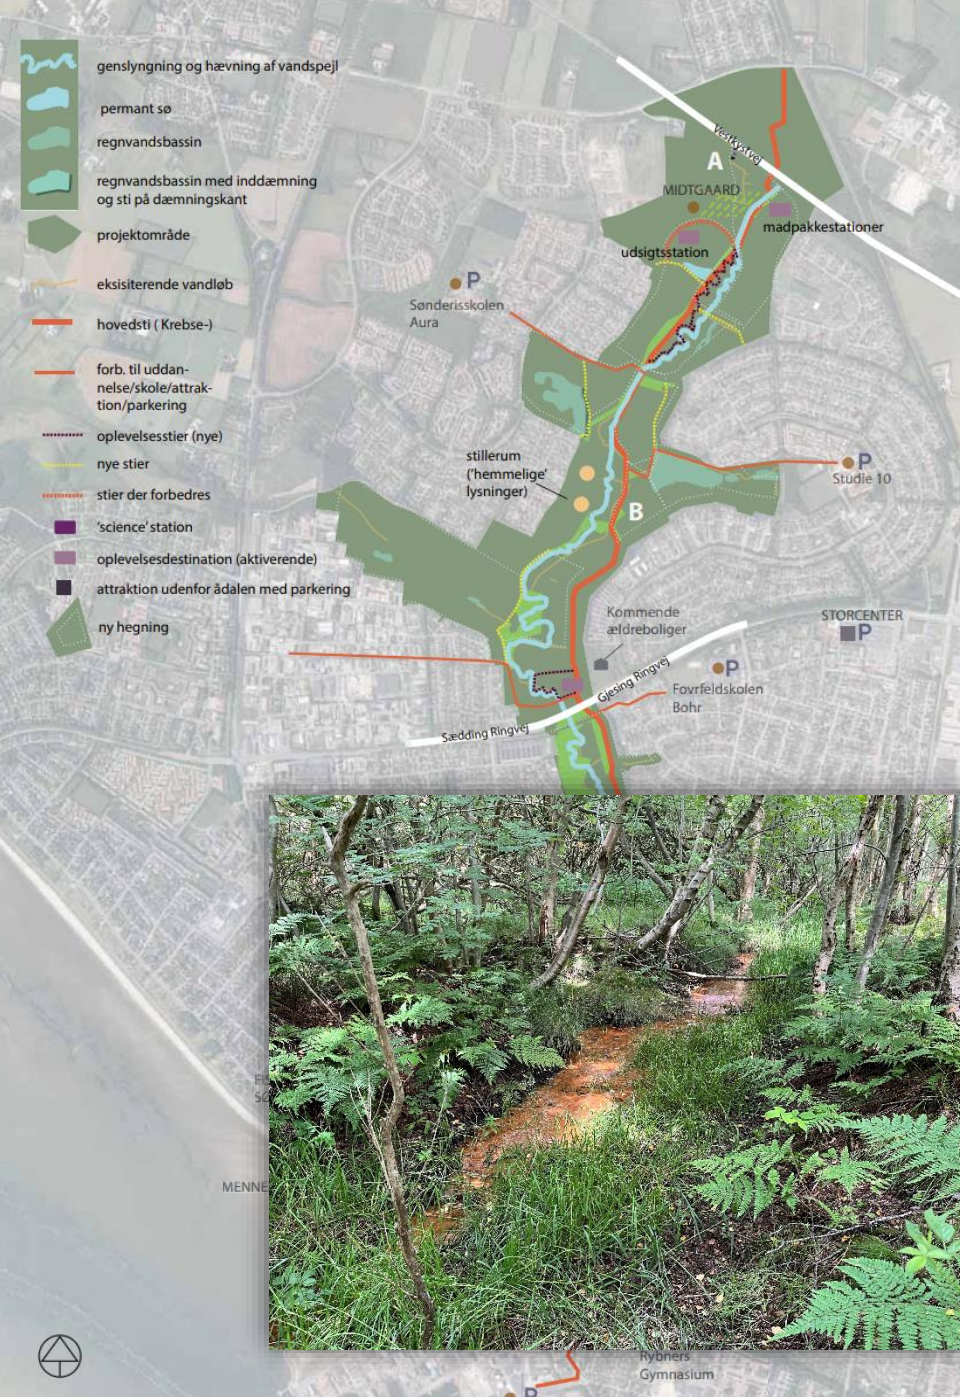 genslyngning og hævning af vandspejl
permant sø
regnvandsbassin
regnvandsbassin med inddæmning
og sti på dæmningskant
projektområde
eksisiterende vandløb
hovedsti ( Krebse-)
forb. til uddan-
nelse/skole/attrak-
tion/parkering
oplevelsesstier (nye)
nye stier
stier der forbedres
'science' station
oplevelsesdestination (aktiverende)
attraktion udenfor ådalen med parkering
ny hegning
Vestkystvej
A
MIDTGAARD
madpakkestationer
udsigtsstation
P
Sønderisskolen
Aura
stillerum
('hemmelige'
lysninger)
P
Studie 10
B
Kommende
ældreboliger
STORCENTER
P
Gjesing Ringvej
P
Fovrfeldskolen
Bohr
Sædding Ringvej
MENNE
Rybners
Gymnasium
P